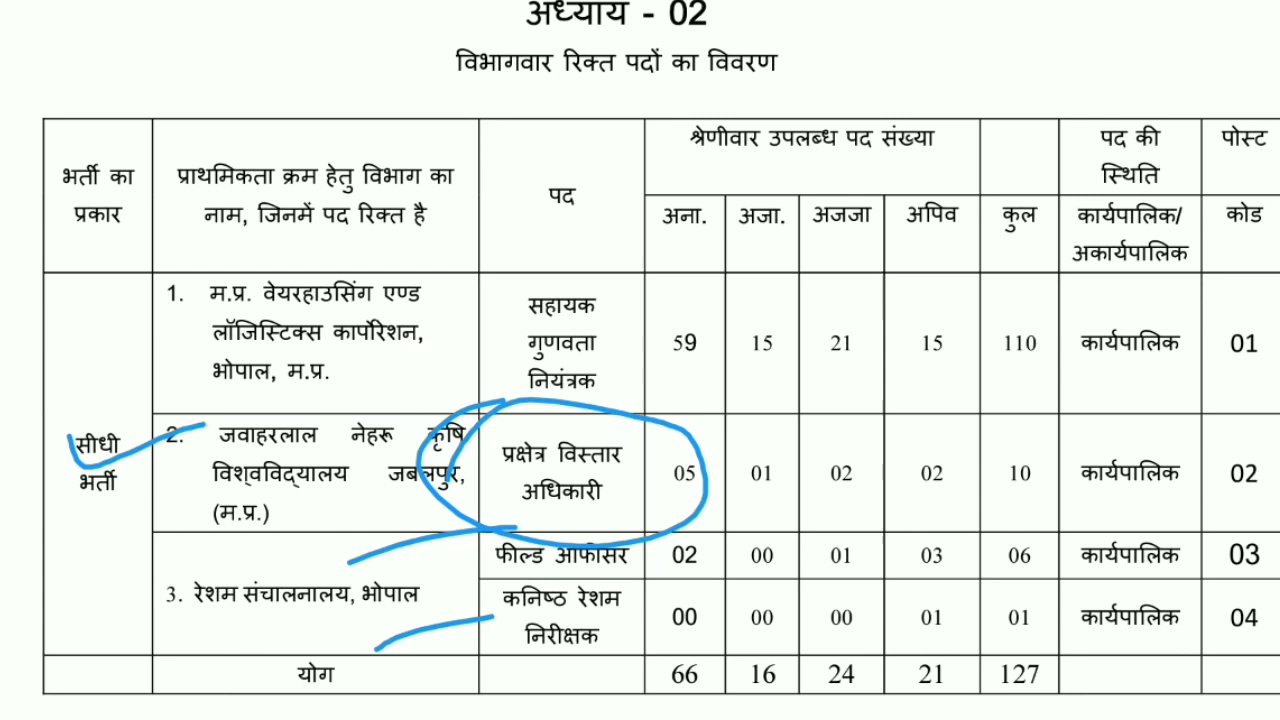 अध्याय - 02
विभागवार रिक्त पदों का विवरण
भर्ती का प्रकार
प्राथमिकता क्रम हेतु विभाग का
नाम, जिनमें पद रिक्त है
पद
श्रेणीवार उपलब्ध पद संख्या
पद की
स्थिति
पोस्ट
अना. अजा. अजजा अपिव कुल
कार्यपालिक/
अकार्यपालिक
कोड
सीधी
भर्ती
1. म.प्र. वेयरहाउसिंग एण्ड
लॉजिस्टिक्स कार्पोरेशन,
भोपाल, म.प्र.
सहायक
गुणवता
नियंत्रक
59 15 21 15 110 कार्यपालिक 01
2. जवाहरलाल नेहरू कृषि
विश्वविद्यालय जबलपुर,
(म.प्र.)
प्रक्षेत्र विस्तार
अधिकारी
05 01 02 02 10 कार्यपालिक 02
3. रेशम संचालनालय, भोपाल
फील्ड आफीसर 02 00 01 03 06 कार्यपालिक 03
कनिष्ठ रेशम
निरीक्षक
00 00 00 01 01 कार्यपालिक 04
योग 66 16 24 21 127